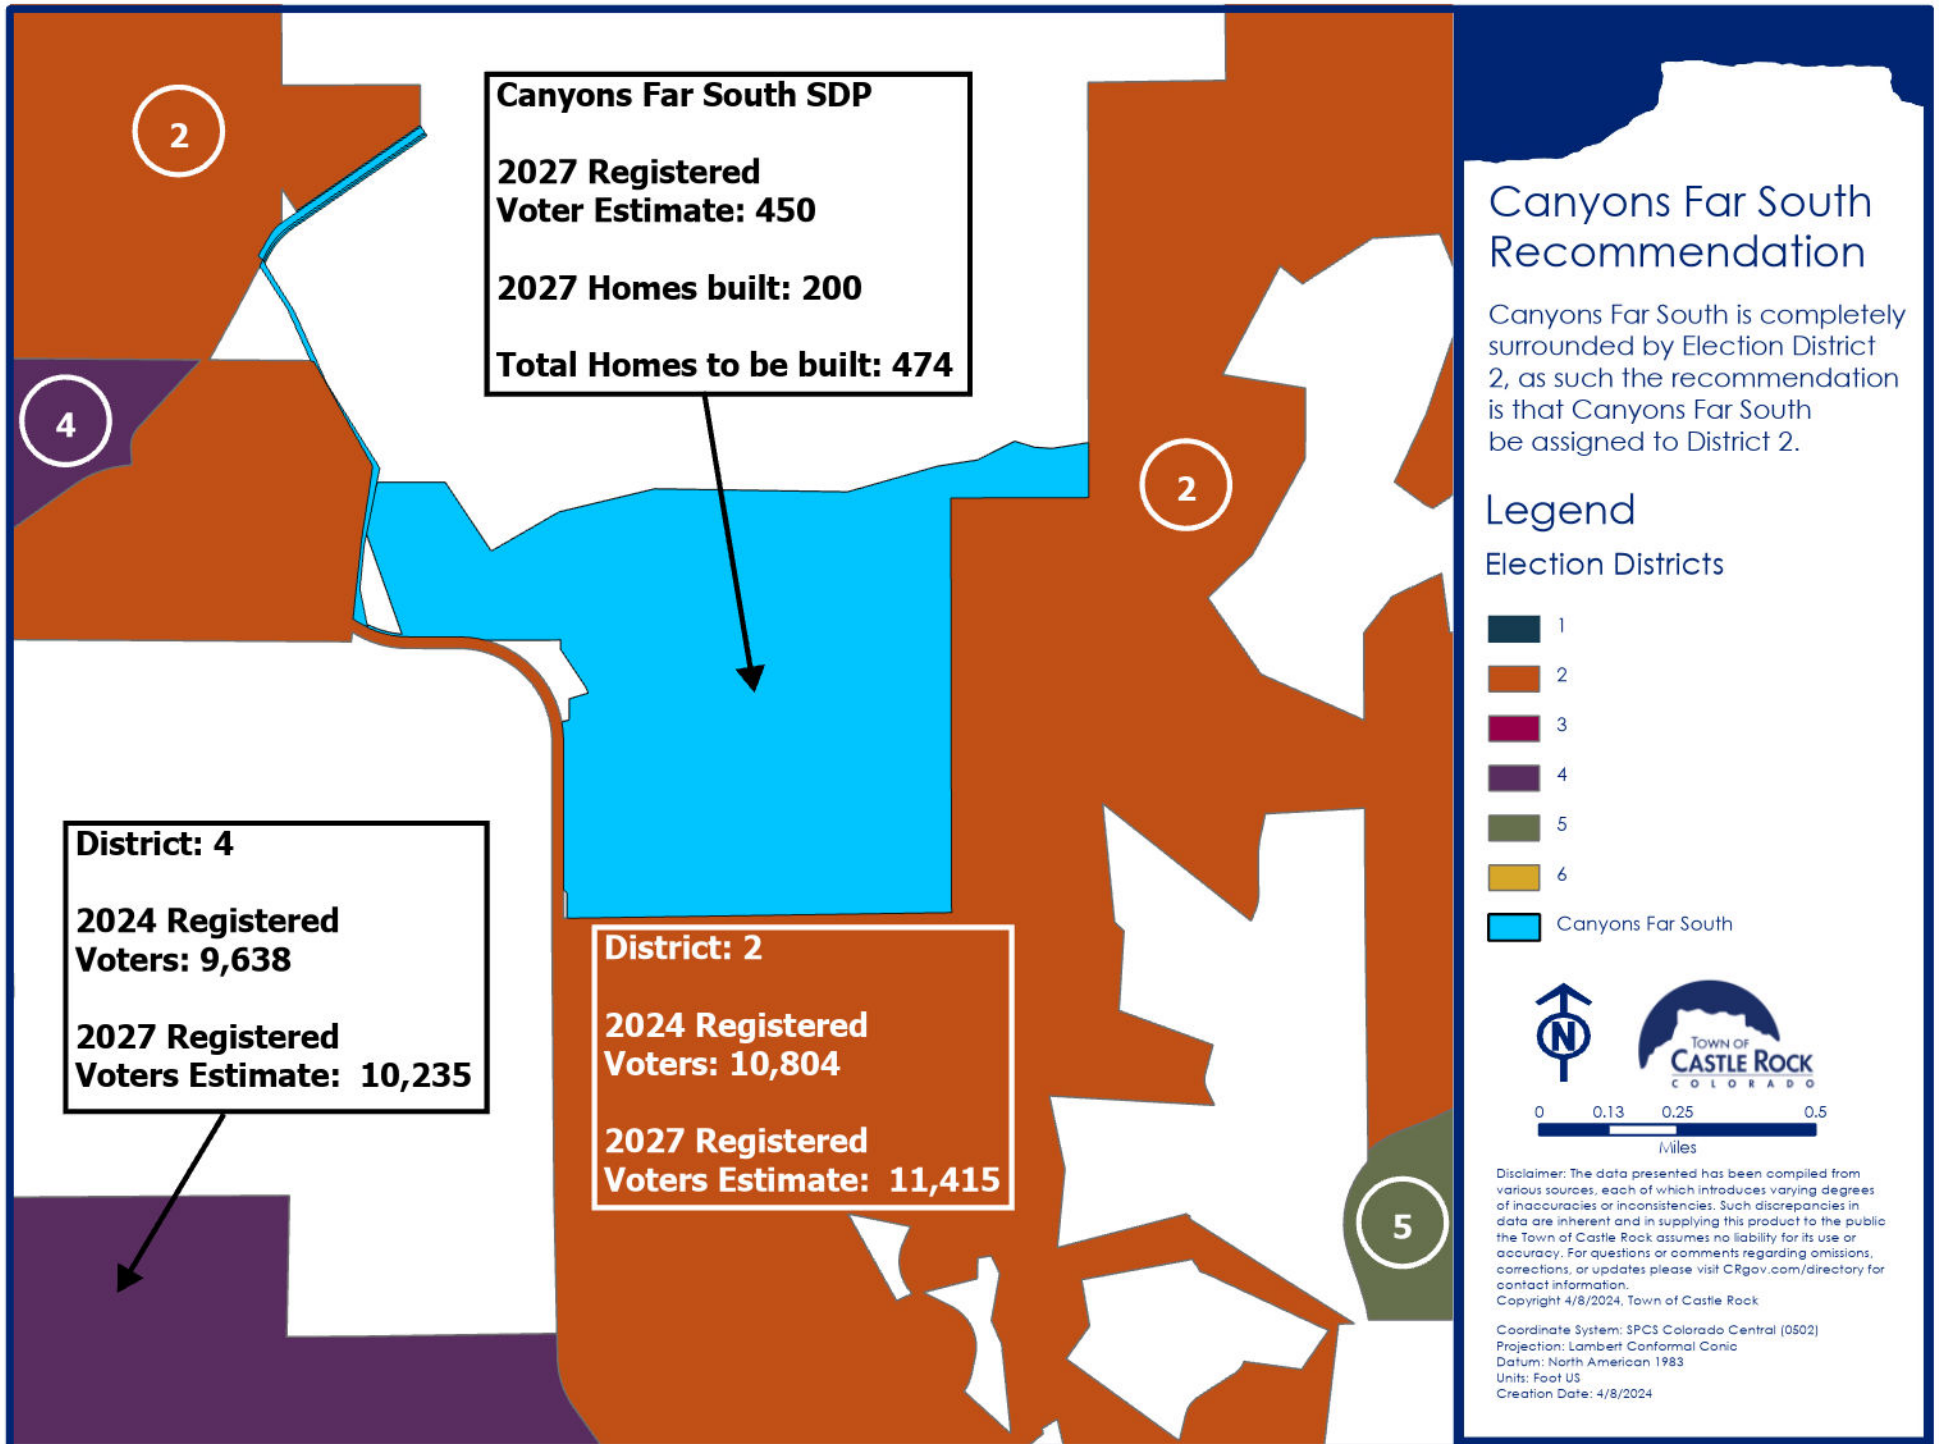 2
4
Canyons Far South SDP
2027 Registered
Voter Estimate: 450
2027 Homes built: 200
Total Homes to be built: 474
2
District: 4
2024 Registered
Voters: 9,638
2027 Registered
Voters Estimate:  10,235
District: 2
2024 Registered
Voters: 10,804
2027 Registered
Voters Estimate:  11,415
5
Canyons Far South
Recommendation
Canyons Far South is completely
surrounded by Election District
2, as such the recommendation
is that Canyons Far South
be assigned to District 2.
Legend
Election Districts
1
2
3
4
5
6
Canyons Far South
N
TOWN OF
CASTLE ROCK
COLORADO
0 0.13 0.25 0.5
Miles
Disclaimer: The data presented has been compiled from
various sources, each of which introduces varying degrees
of inaccuracies or inconsistencies. Such discrepancies in
data are inherent and in supplying this product to the public
the Town of Castle Rock assumes no liability for its use or
accuracy. For questions or comments regarding omissions,
corrections, or updates please visit CRgov.com/directory for
contact information.
Copyright 4/8/2024, Town of Castle Rock
Coordinate System: SPCS Colorado Central (0502)
Projection: Lambert Conformal Conic
Datum: North American 1983
Units: Foot US
Creation Date: 4/8/2024